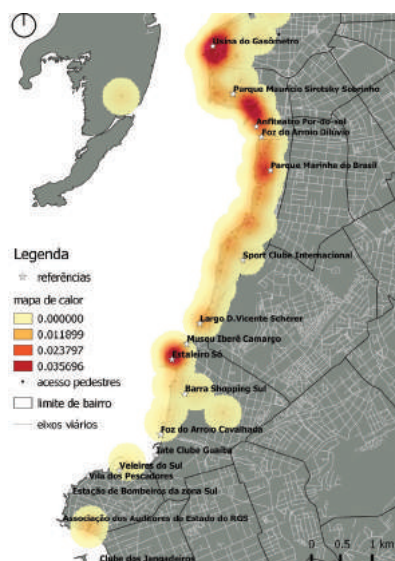 Usina do Gasômetro
Parque Maurício Sirotsky Sobrinho
Anfiteatro Por-do-sol
Foz do Arroio Dilúvio
Parque Marinha do Brasil
Sport Clube Internacional
Largo D.Vicente Scherer
Museu Iberê Camargo
Estaleiro Só
Barra Shopping Sul
Foz do Arroio Cavalhada
Iate Clube Guaíba
Veleiros do Sul
Vila dos Pescadores
Estação de Bombeiros da zona Sul
Associação dos Auditores do Estado do RGS
Clube dos Jangadeiros
Legenda
referências
mapa de calor
0.000000
0.011899
0.023797
0.035696
acesso pedestres
limite de bairro
eixos viários
0 0.5 1 km